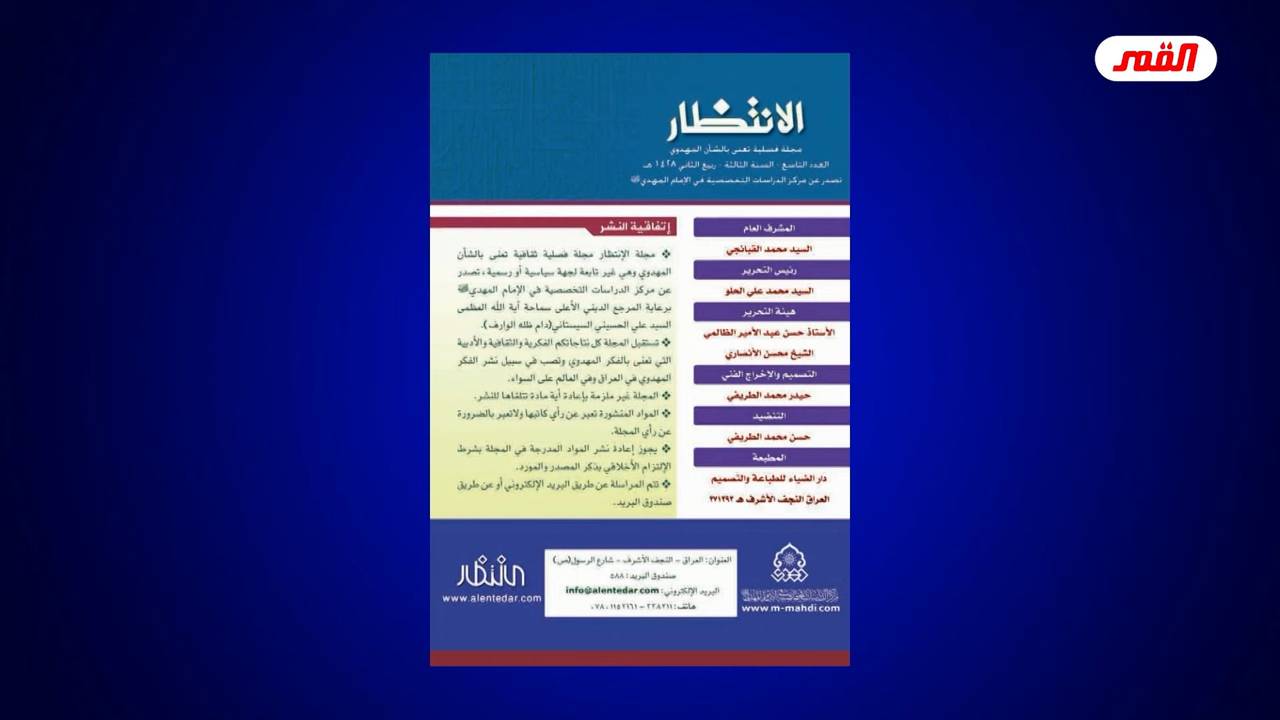 القمر
الانتظار
مجلة فصلية تعنى بالشأن المهدوي
العدد التاسع - السنة الثالثة - ربيع الثاني ١٤٢٨ هـ
تصدر عن مركز الدراسات التخصصية في الإمام المهدي
المشرف العام
السيد محمد القبانجي
رئيس التحرير
السيد محمد علي الحلو
هيئة التحرير
الأستاذ حسن عبد الأمير الظالمي
الشيخ محسن الأنصاري
التصميم والإخراج الفني
حيدر محمد الطريفي
التنضيد
حسن محمد الطريفي
المطبعة
دار الضياء للطباعة والتصميم
العراق النجف الأشرف هـ ٣٧١٣٩٣
إتفاقية النشر
❖ مجلة الإنتظار مجلة فصلية ثقافية تعنى بالشأن
المهدوي وهي غير تابعة لجهة سياسية أو رسمية، تصدر
عن مركز الدراسات التخصصية في الإمام المهدي
برعاية المرجع الديني الأعلى سماحة آية الله العظمى
السيد علي الحسيني السيستاني(دام ظله الوارف).
❖ تستقبل المجلة كل نتاجاتكم الفكرية والثقافية والأدبية
التي تعنى بالفكر المهدوي وتصب في سبيل نشر الفكر
المهدوي في العراق وفي العالم على السواء.
❖ المجلة غير ملزمة بإعادة أية مادة تتلقاها للنشر.
❖ المواد المنشورة تعبر عن رأي كاتبها ولاتعبر بالضرورة
عن رأي المجلة.
❖ يجوز إعادة نشر المواد المدرجة في المجلة بشرط
الإلتزام الأخلاقي بذكر المصدر والمورد.
❖ تتم المراسلة عن طريق البريد الإلكتروني أو عن طريق
صندوق البريد.
www.m-mahdi.com
العنوان: العراق - النجف الأشرف - شارع الرسول(ص)
صندوق البريد: ٥٨٨
البريد الإلكتروني: info@alentedar.com
هاتف: ٢٣٨٢١١ - ٠٧٨٠١١٥٢٦٦١
www.alentedar.com